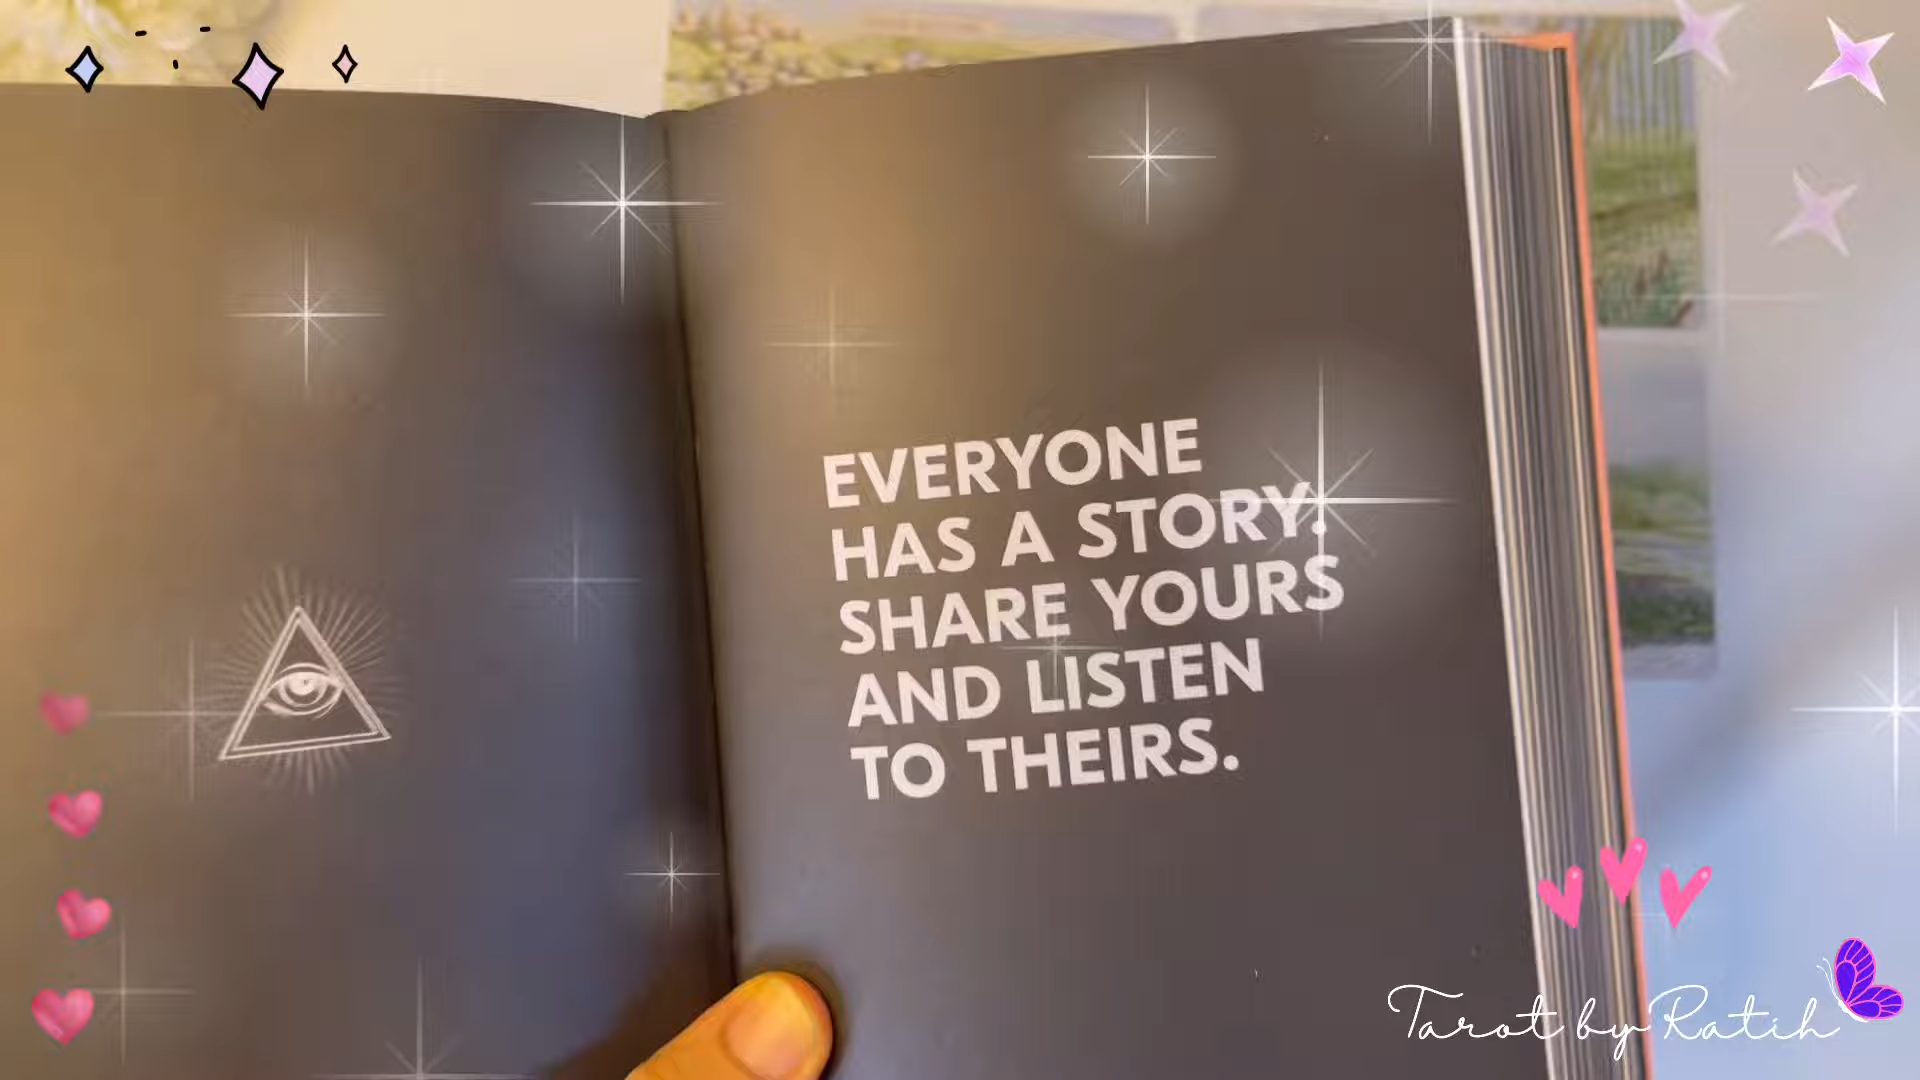 EVERYONE
HAS A STORY.
SHARE YOURS
AND LISTEN
TO THEIRS.
Tarot by Ratih